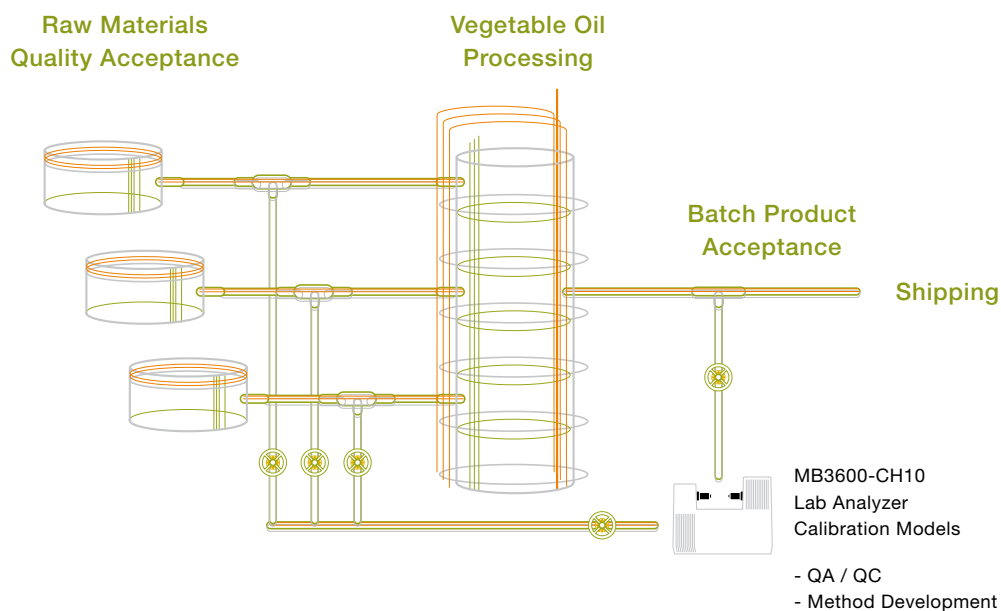 Raw Materials
Quality Acceptance
Vegetable Oil
Processing
Batch Product
Acceptance
Shipping
MB3600-CH10
Lab Analyzer
Calibration Models
- QA / QC
- Method Development